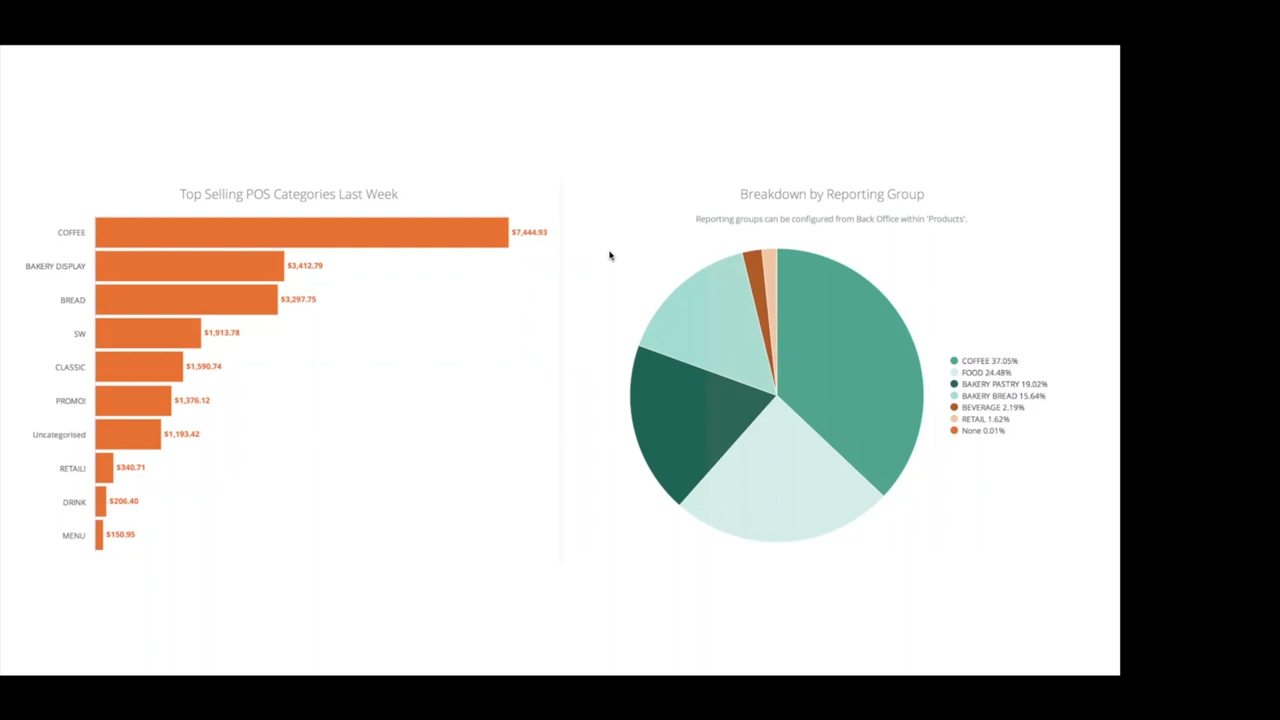 Top Selling POS Categories Last Week
COFFEE $7,444.93
BAKERY DISPLAY $3,412.79
BREAD $3,297.75
SW $1,913.78
CLASSIC $1,590.74
PROMO! $1,376.12
Uncategorised $1,193.42
RETAIL! $340.71
DRINK $206.40
MENU $150.95
Breakdown by Reporting Group
Reporting groups can be configured from Back Office within 'Products'.
COFFEE 37.05%
FOOD 24.48%
BAKERY PASTRY 19.02%
BAKERY BREAD 15.64%
BEVERAGE 2.19%
RETAIL 1.62%
None 0.01%